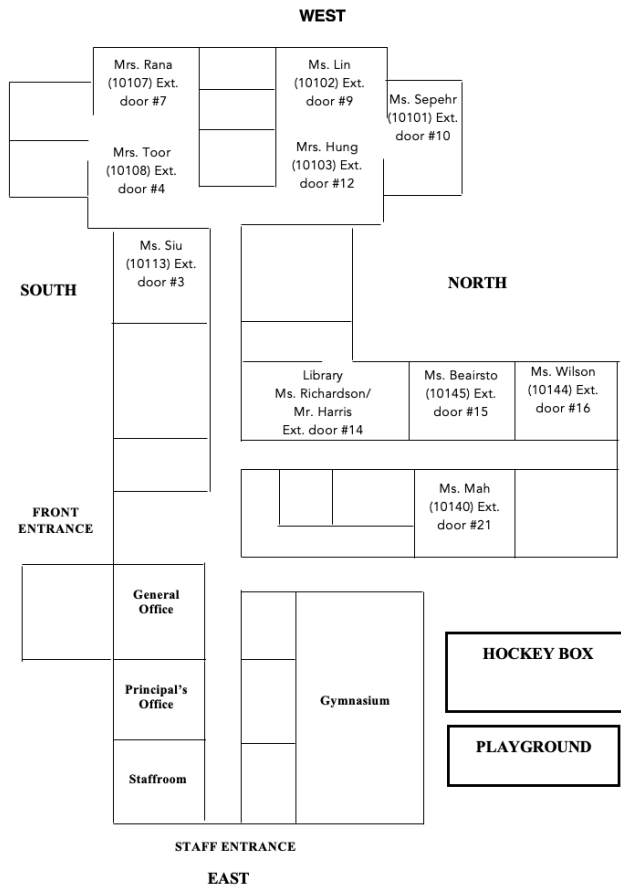 WEST
Mrs. Rana
(10107) Ext.
door #7
Ms. Lin
(10102) Ext.
door #9
Ms. Sepehr
(10101) Ext.
door #10
Mrs. Toor
(10108) Ext.
door #4
Mrs. Hung
(10103) Ext.
door #12
Ms. Siu
(10113) Ext.
door #3
SOUTH
NORTH
Library
Ms. Richardson/
Mr. Harris
Ext. door #14
Ms. Beairsto
(10145) Ext.
door #15
Ms. Wilson
(10144) Ext.
door #16
Ms. Mah
(10140) Ext.
door #21
FRONT
ENTRANCE
General
Office
Principal's
Office
Staffroom
Gymnasium
HOCKEY BOX
PLAYGROUND
STAFF ENTRANCE
EAST